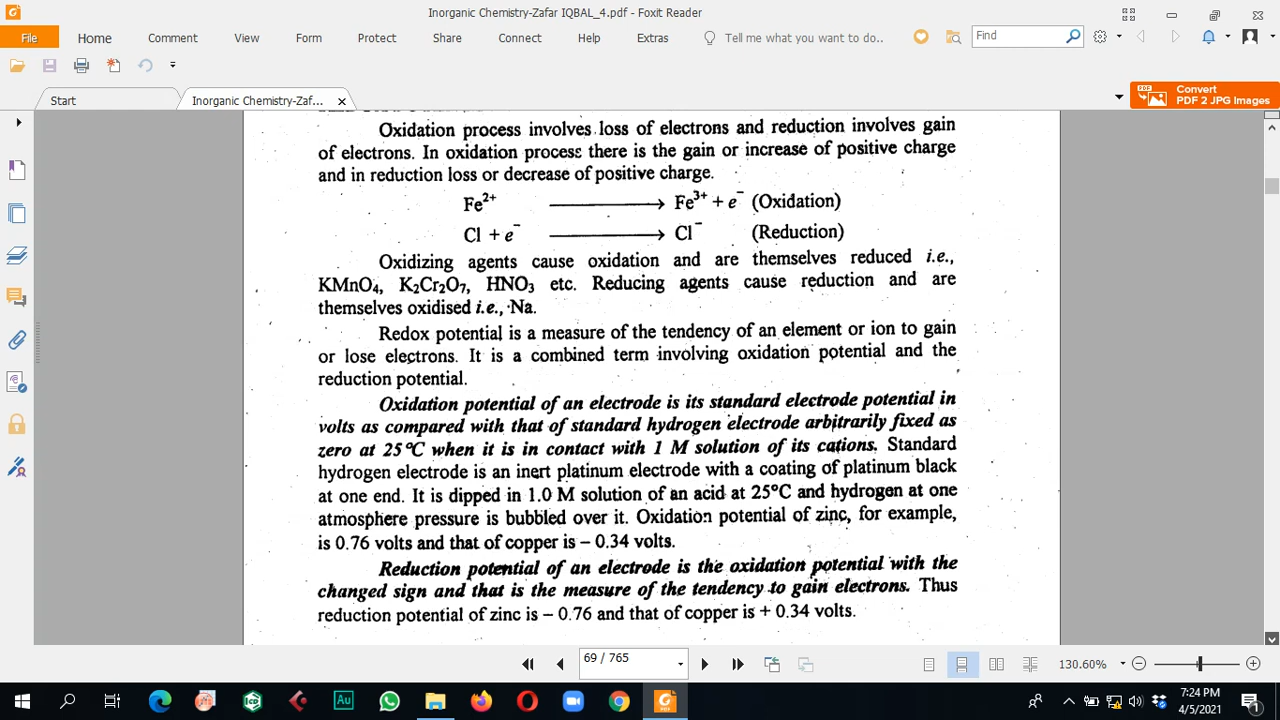 Inorganic Chemistry-Zafar IQBAL_4.pdf - Foxit Reader
File Home Comment View Form Protect Share Connect Help Extras Tell me what you want to do.. Find
Start Inorganic Chemistry-Zaf... Convert
PDF 2 JPG Images
Oxidation process involves loss of electrons and reduction involves gain
of electrons. In oxidation process there is the gain or increase of positive charge
and in reduction loss or decrease of positive charge.
Fe²⁺ ⟶ Fe³⁺ + e⁻ (Oxidation)
Cl + e⁻ ⟶ Cl⁻ (Reduction)
Oxidizing agents cause oxidation and are themselves reduced i.e.,
KMnO₄, K₂Cr₂O₇, HNO₃ etc. Reducing agents cause reduction and are
themselves oxidised i.e., Na.
Redox potential is a measure of the tendency of an element or ion to gain
or lose electrons. It is a combined term involving oxidation potential and the
reduction potential.
Oxidation potential of an electrode is its standard electrode potential in
volts as compared with that of standard hydrogen electrode arbitrarily fixed as
zero at 25°C when it is in contact with 1 M solution of its cations. Standard
hydrogen electrode is an inert platinum electrode with a coating of platinum black
at one end. It is dipped in 1.0 M solution of an acid at 25°C and hydrogen at one
atmosphere pressure is bubbled over it. Oxidation potential of zinc, for example,
is 0.76 volts and that of copper is – 0.34 volts.
Reduction potential of an electrode is the oxidation potential with the
changed sign and that is the measure of the tendency to gain electrons. Thus
reduction potential of zinc is – 0.76 and that of copper is + 0.34 volts.
69 / 765 130.60%
Au
7:24 PM
4/5/2021
1